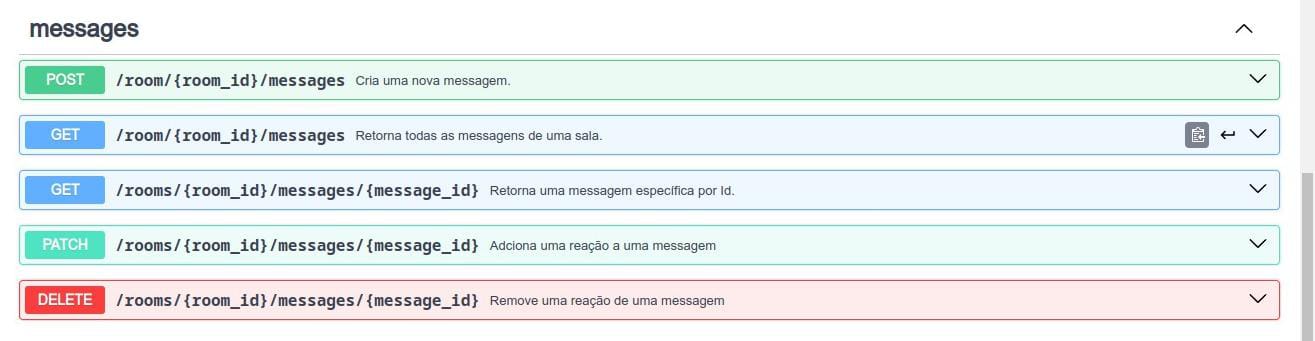 messages
POST /room/{room_id}/messages Cria uma nova messagem.
GET /room/{room_id}/messages Retorna todas as messagens de uma sala.
GET /rooms/{room_id}/messages/{message_id} Retorna uma messagem específica por Id.
PATCH /rooms/{room_id}/messages/{message_id} Adciona uma reação a uma messagem
DELETE /rooms/{room_id}/messages/{message_id} Remove uma reação de uma messagem